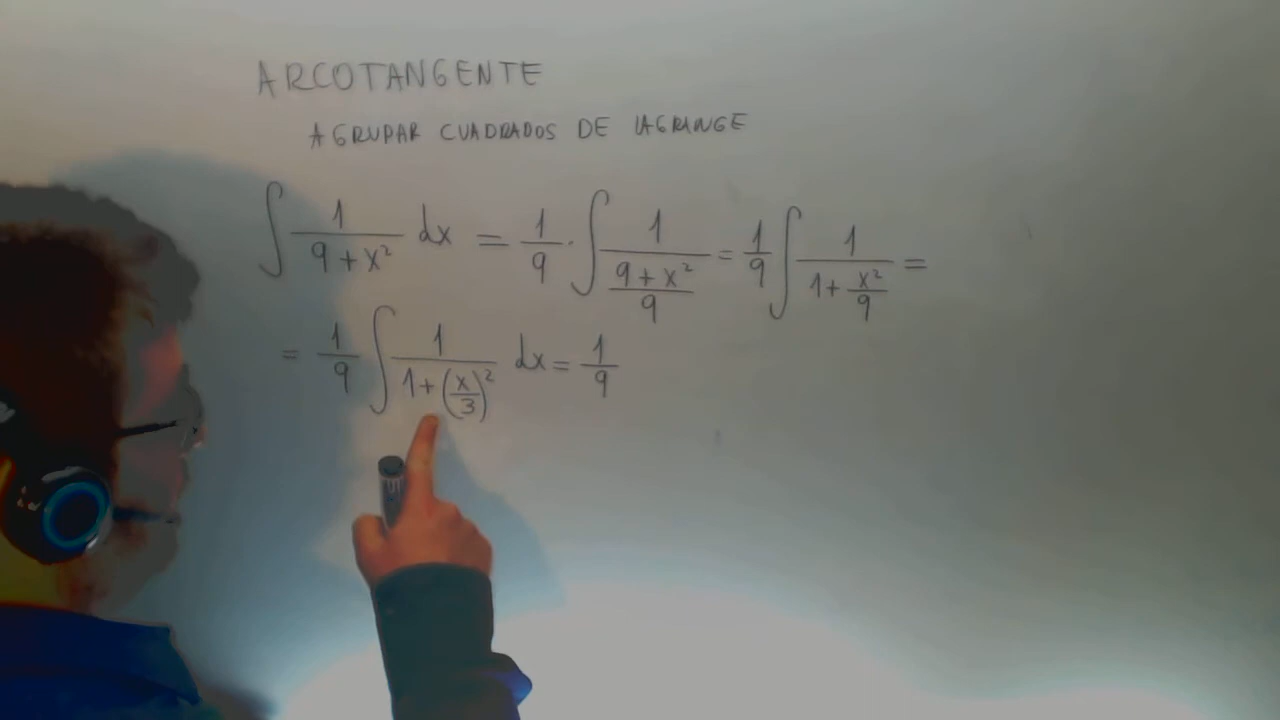 ARCOTANGENTE
AGRUPAR CUADRADOS DE LAGRANGE
∫ 1/(9+x²) dx = 1/9 · ∫ 1/((9+x²)/9) = 1/9 ∫ 1/(1+x²/9) =
= 1/9 ∫ 1/(1+(x/3)²) dx = 1/9